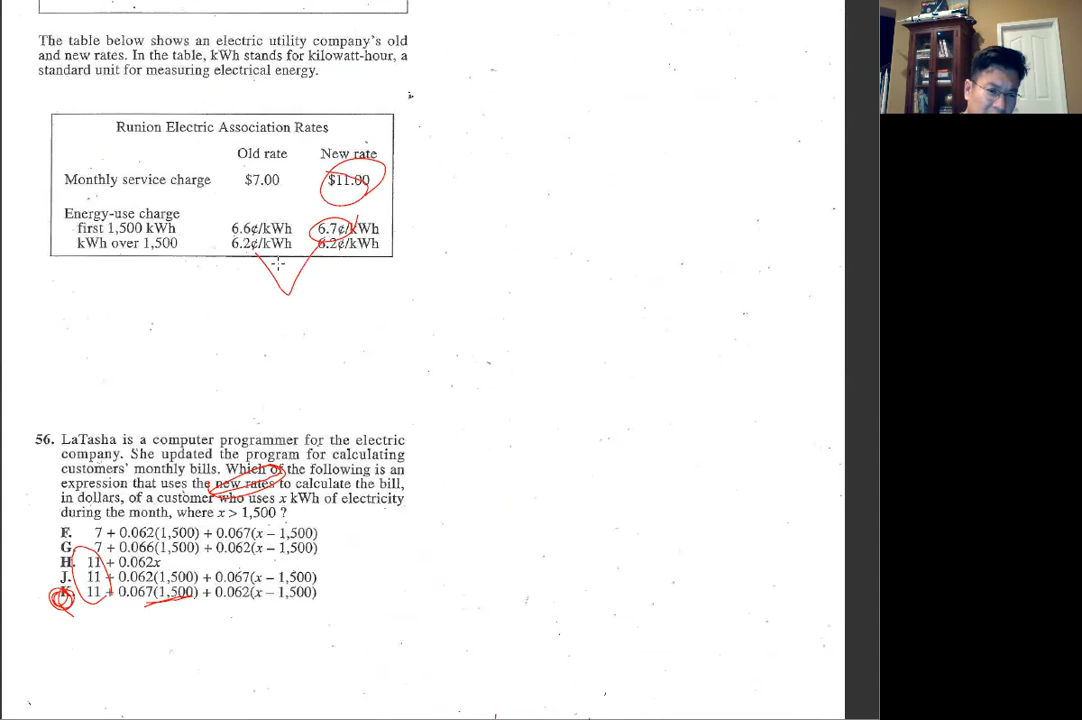 The table below shows an electric utility company's old
and new rates. In the table, kWh stands for kilowatt-hour, a
standard unit for measuring electrical energy.
Runion Electric Association Rates
Old rate New rate
Monthly service charge $7.00 $11.00
Energy-use charge
first 1,500 kWh 6.6¢/kWh 6.7¢/kWh
kWh over 1,500 6.2¢/kWh 6.2¢/kWh
56. LaTasha is a computer programmer for the electric
company. She updated the program for calculating
customers' monthly bills. Which of the following is an
expression that uses the new rates to calculate the bill,
in dollars, of a customer who uses x kWh of electricity
during the month, where x > 1,500 ?
F. 7 + 0.062(1,500) + 0.067(x – 1,500)
G. 7 + 0.066(1,500) + 0.062(x – 1,500)
H. 11 + 0.062x
J. 11 + 0.062(1,500) + 0.067(x – 1,500)
K. 11 + 0.067(1,500) + 0.062(x – 1,500)